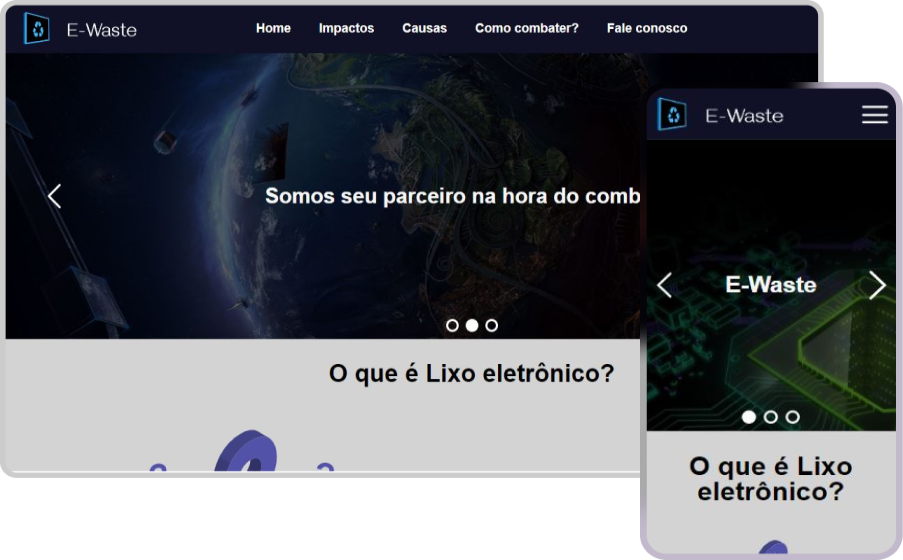 E-Waste
Home Impactos Causas Como combater? Fale conosco
Somos seu parceiro na hora do comb
O que é Lixo eletrônico?
E-Waste
E-Waste
O que é Lixo
eletrônico?